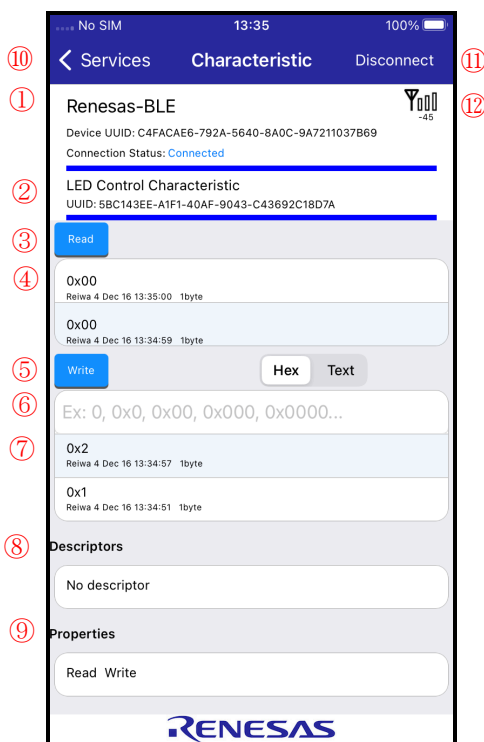 No SIM 13:35 100%
⑩ Services Characteristic Disconnect ⑪
① Renesas-BLE ⑫
-45
Device UUID: C4FACAE6-792A-5640-8A0C-9A7211037B69
Connection Status: Connected
② LED Control Characteristic
UUID: 5BC143EE-A1F1-40AF-9043-C43692C18D7A
③ Read
④ 0x00
Reiwa 4 Dec 16 13:35:00 1byte
0x00
Reiwa 4 Dec 16 13:34:59 1byte
⑤ Write Hex Text
⑥ Ex: 0, 0x0, 0x00, 0x000, 0x0000...
⑦ 0x2
Reiwa 4 Dec 16 13:34:57 1byte
0x1
Reiwa 4 Dec 16 13:34:51 1byte
⑧ Descriptors
No descriptor
⑨ Properties
Read Write
RENESAS